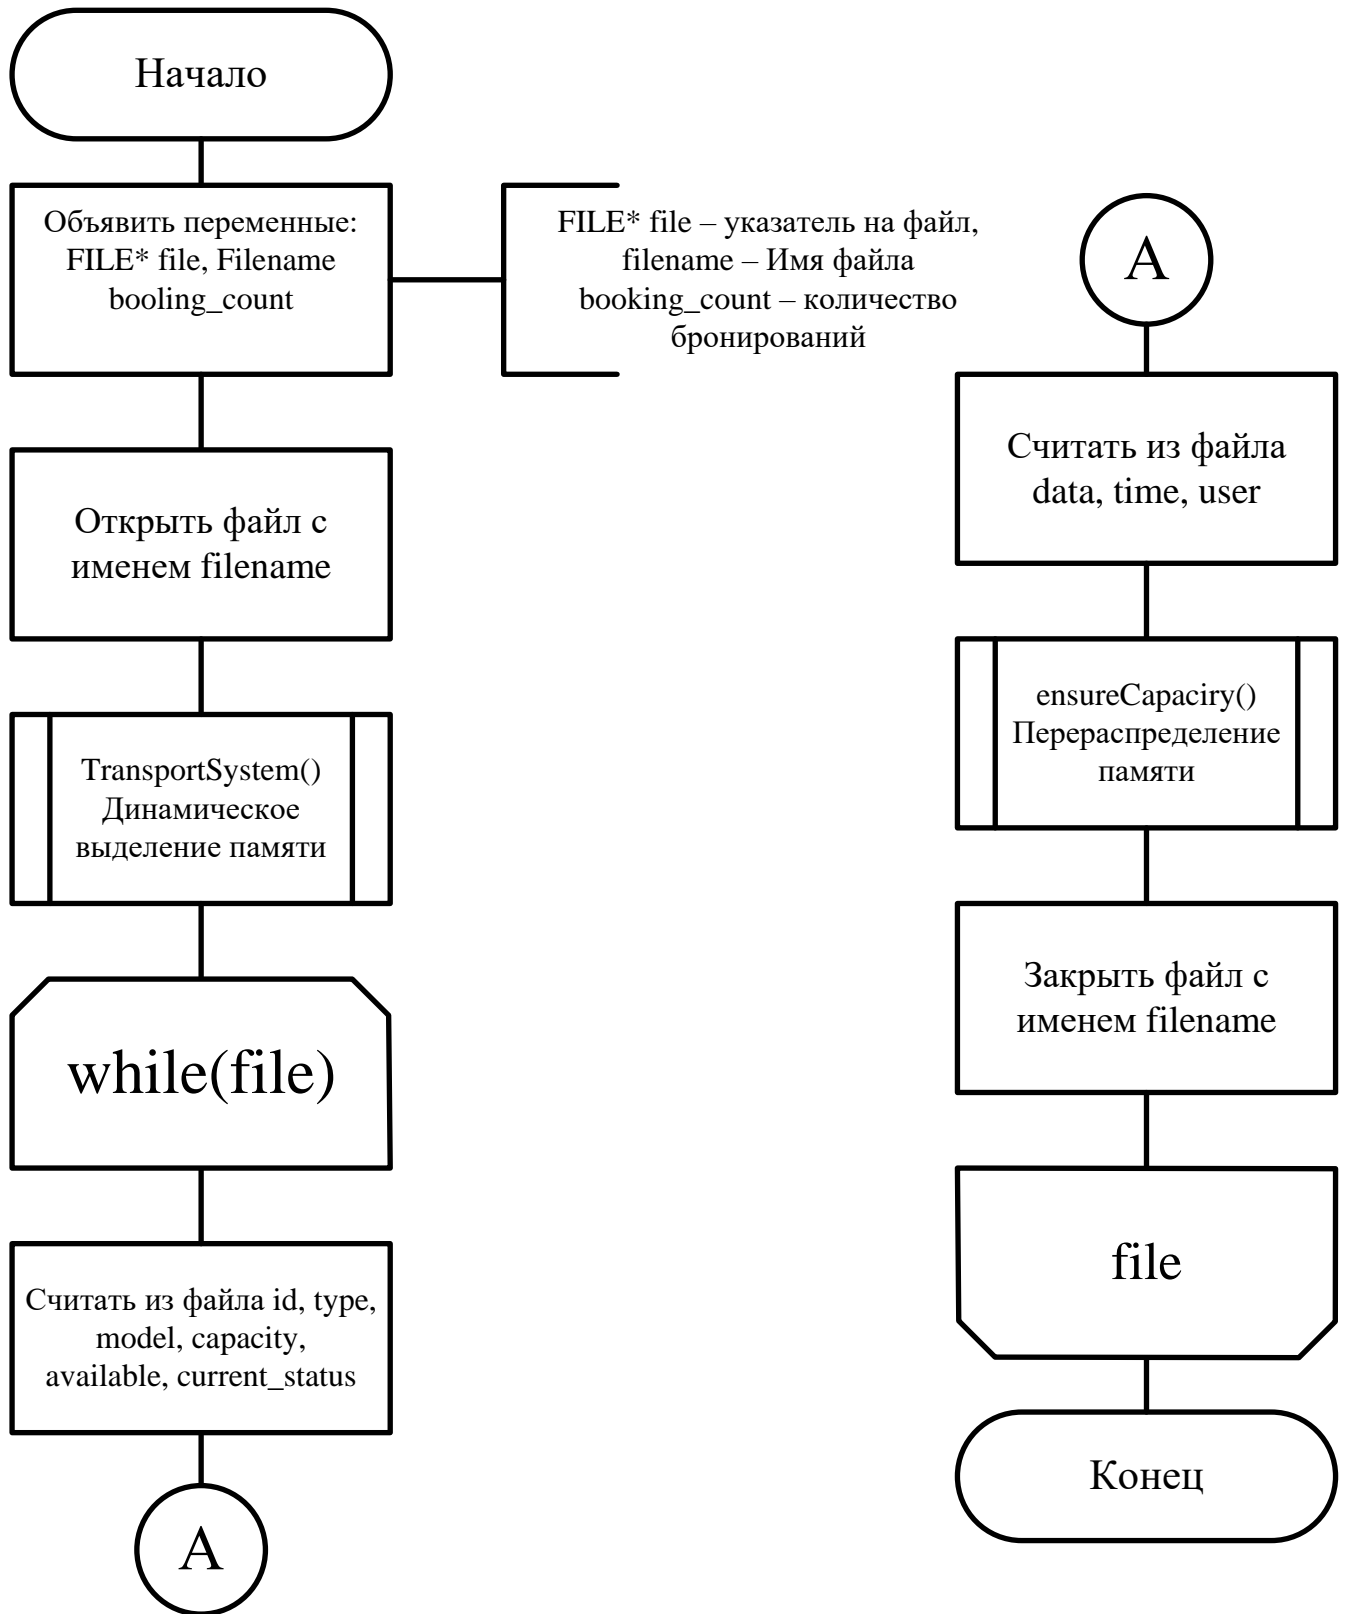 Начало
Объявить переменные:
FILE* file, Filename
booling_count
FILE* file – указатель на файл,
filename – Имя файла
booking_count – количество
бронирований
Открыть файл с
именем filename
TransportSystem()
Динамическое
выделение памяти
while(file)
Считать из файла id, type,
model, capacity,
available, current_status
А
А
Считать из файла
data, time, user
ensureCapaciry()
Перераспределение
памяти
Закрыть файл с
именем filename
file
Конец